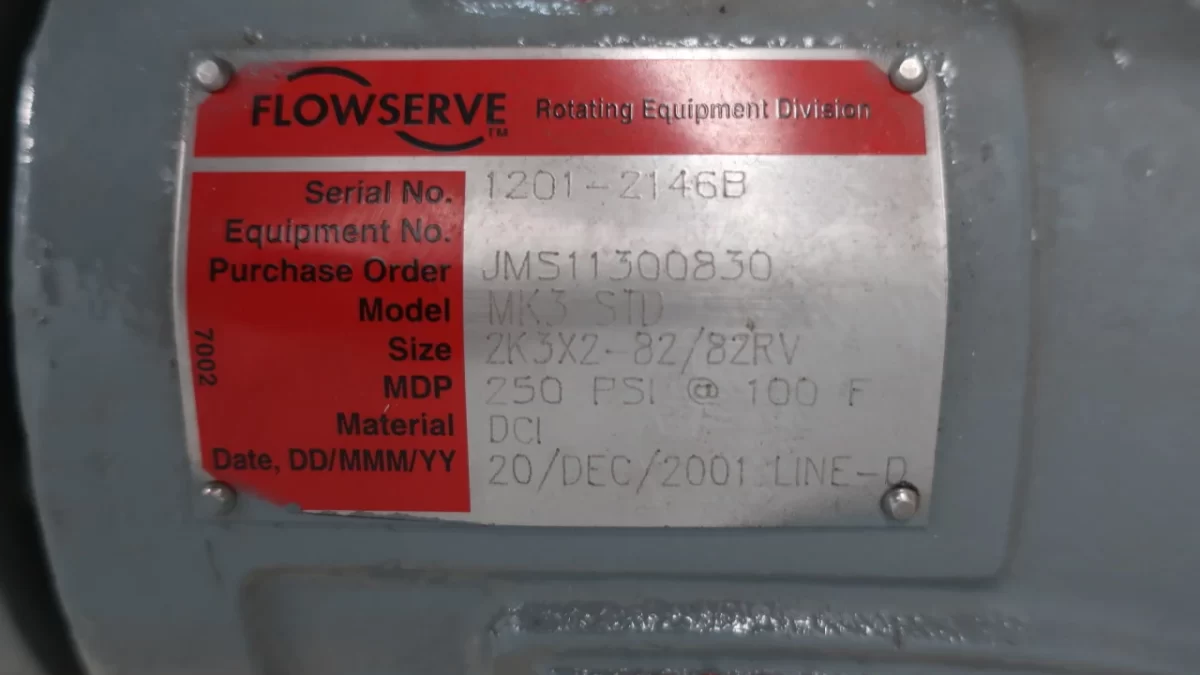 FLOWSERVE™ Rotating Equipment Division
Serial No. 1201-2146B
Equipment No.
Purchase Order JMS11300830
Model MK3 STD
Size 2K3X2-82/82RV
MDP 250 PSI @ 100 F
Material DCI
Date, DD/MMM/YY 20/DEC/2001 LINE-D
7002